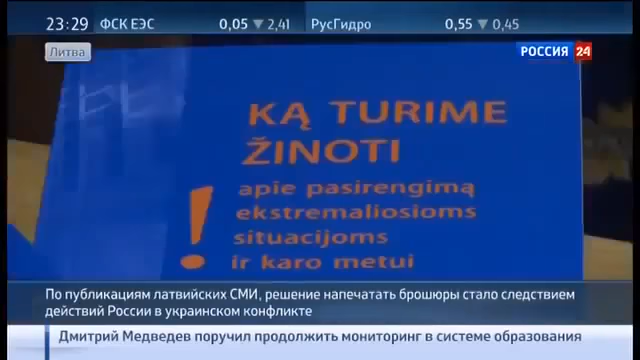 23:29 ФСК ЕЭС 0,05 ▼ 2,41 РусГидро 0,55 ▼ 0,45
Литва
РОССИЯ 24
KĄ TURIME
ŽINOTI
! apie pasirengimą
ekstremaliosioms
situacijoms
ir karo metui
По публикациям латвийских СМИ, решение напечатать брошюры стало следствием
действий России в украинском конфликте
Дмитрий Медведев поручил продолжить мониторинг в системе образования